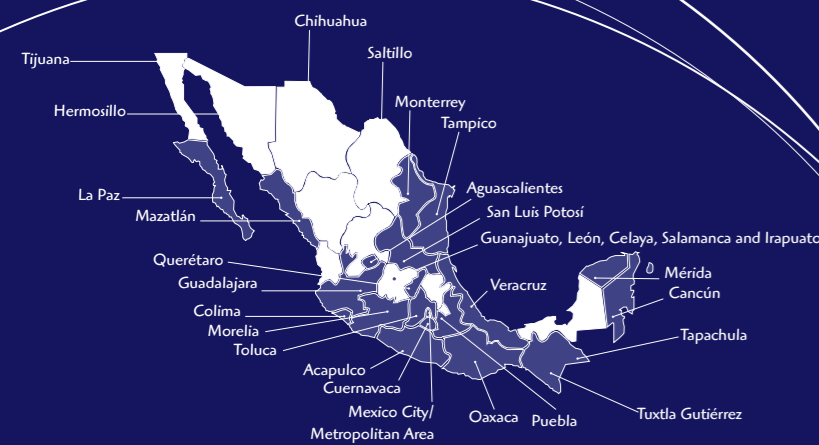 Chihuahua
Tijuana
Saltillo
Hermosillo
Monterrey
Tampico
Aguascalientes
La Paz
San Luis Potosí
Mazatlán
Guanajuato, León, Celaya, Salamanca and Irapuato
Querétaro
Mérida
Guadalajara
Veracruz
Cancún
Colima
Morelia
Tapachula
Toluca
Acapulco
Cuernavaca
Mexico City/
Metropolitan Area
Oaxaca
Puebla
Tuxtla Gutiérrez